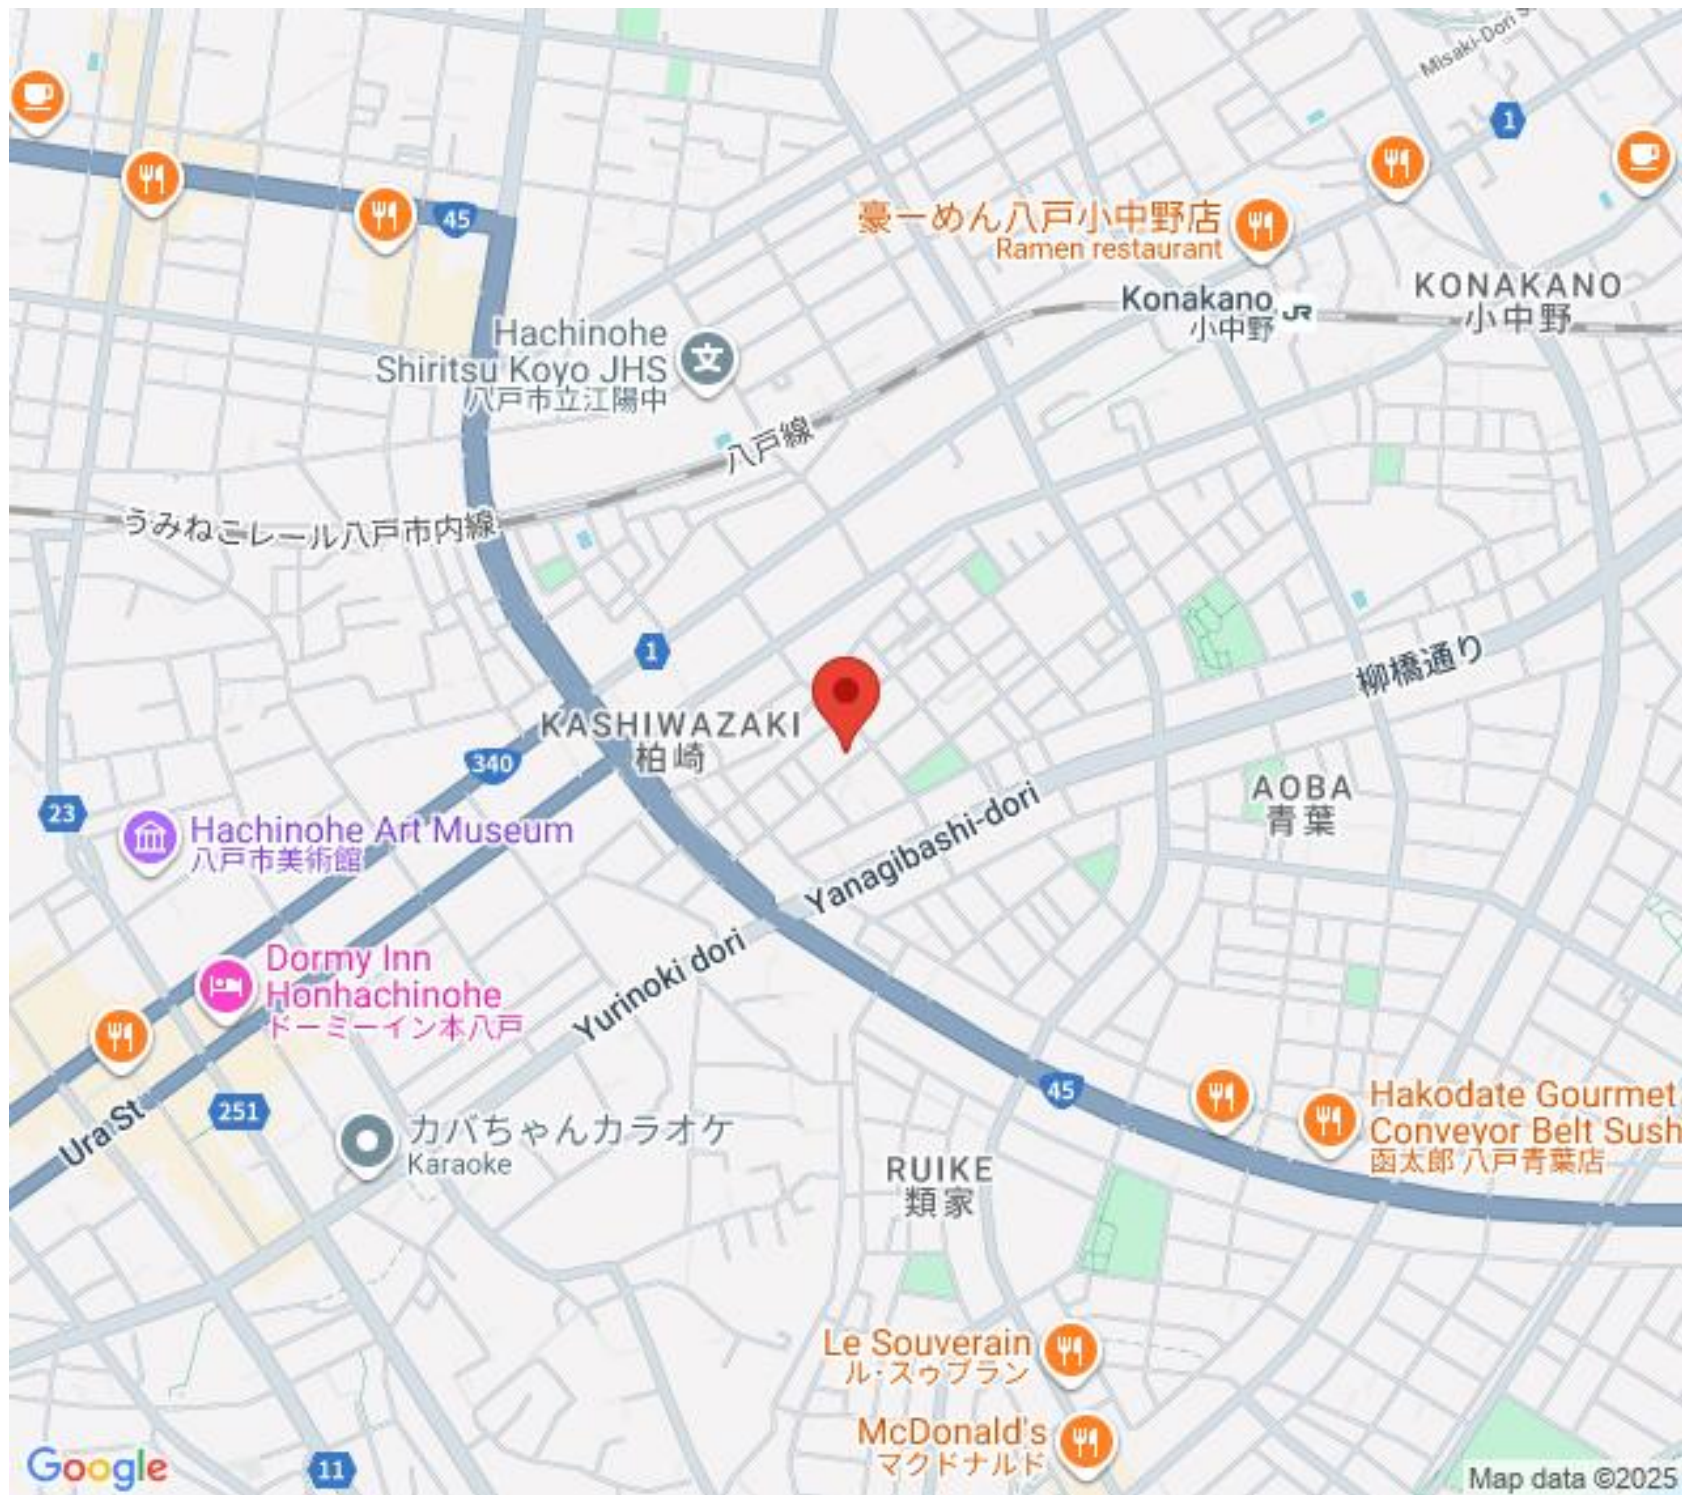 Misaki-Dori S
1
45
豪ーめん八戸小中野店
Ramen restaurant
Konakano
小中野
JR
KONAKANO
小中野
Hachinohe
Shiritsu Koyo JHS
八戸市立江陽中
八戸線
うみねこレール八戸市内線
1
KASHIWAZAKI
柏崎
340
柳橋通り
23
Hachinohe Art Museum
八戸市美術館
AOBA
青葉
Yanagibashi-dori
Yurinoki dori
Dormy Inn
Honhachinohe
ドーミーイン本八戸
Ura St
251
カバちゃんカラオケ
Karaoke
45
Hakodate Gourmet
Conveyor Belt Sush
函太郎 八戸青葉店
RUIKE
類家
Le Souverain
ル・スゥブラン
McDonald's
マクドナルド
11
Google
Map data ©2025